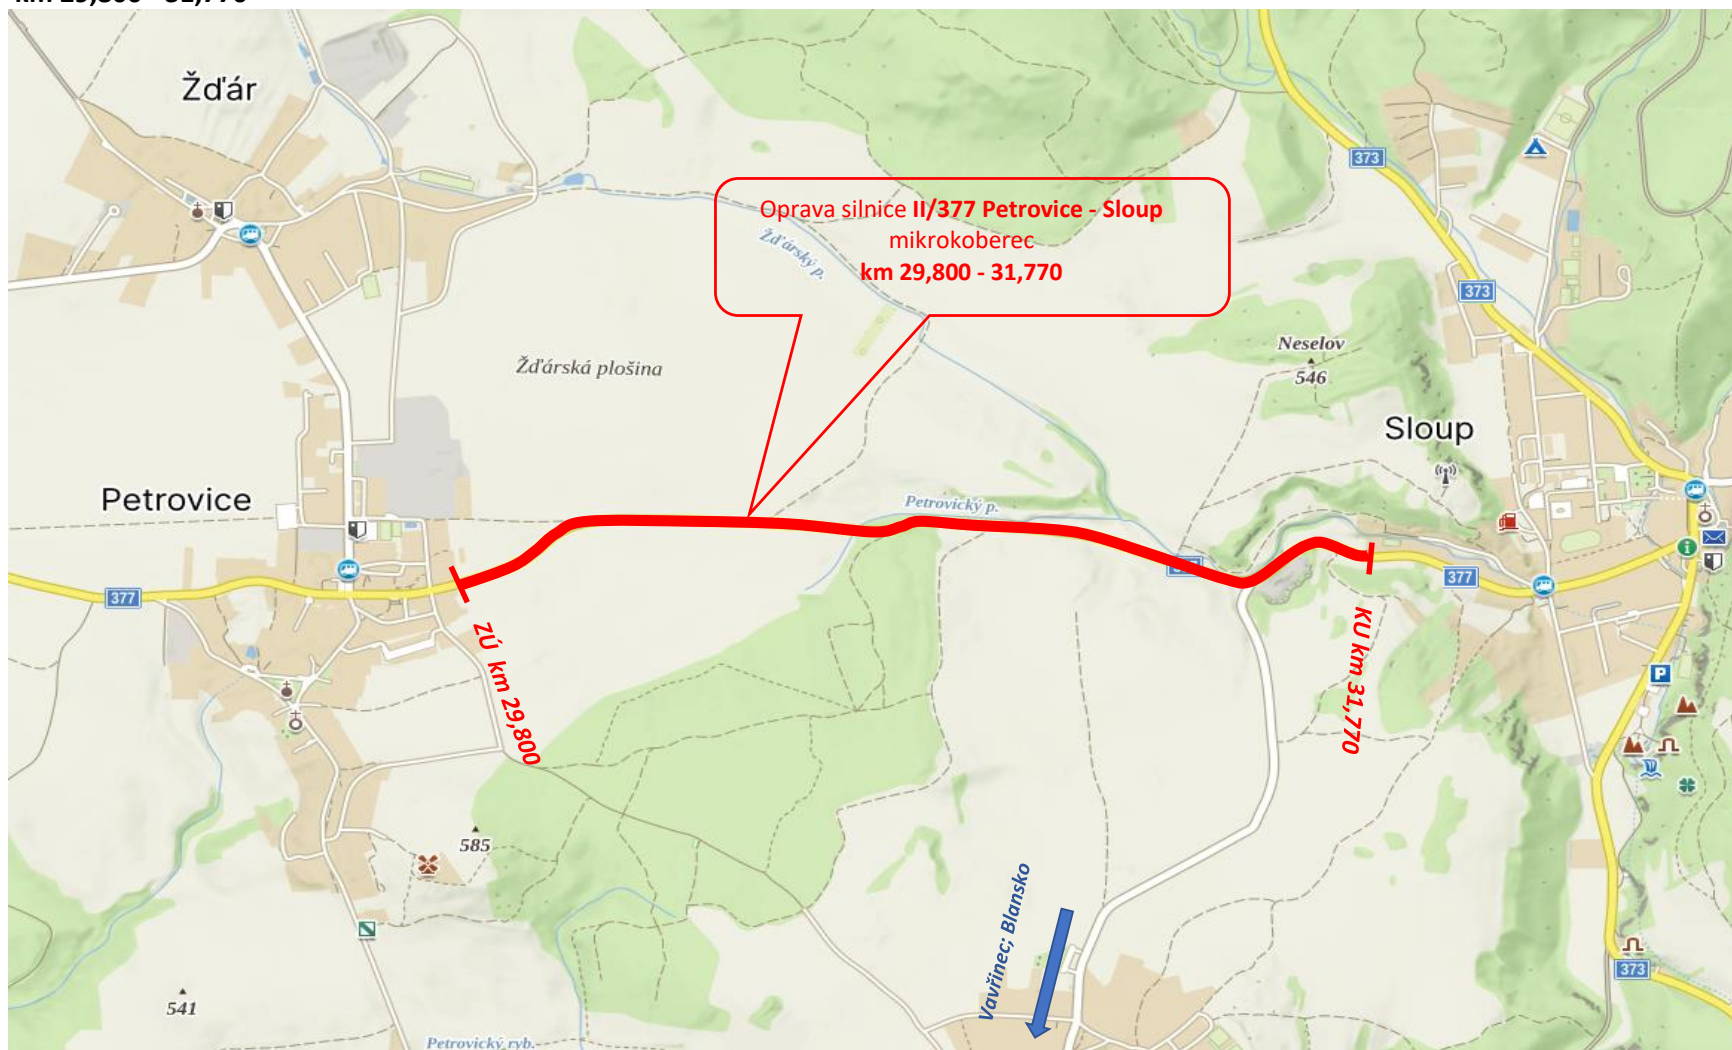 Žďár
373
Oprava silnice II/377 Petrovice - Sloup
mikrokoberec
km 29,800 - 31,770
Žďárský p.
373
Neselov
546
Žďárská plošina
Sloup
Petrovice
Petrovický p.
377
377
ZÚ km 29,800
KU km 31,770
P
i
585
Vavřinec; Blansko
373
541
Petrovický ryb.